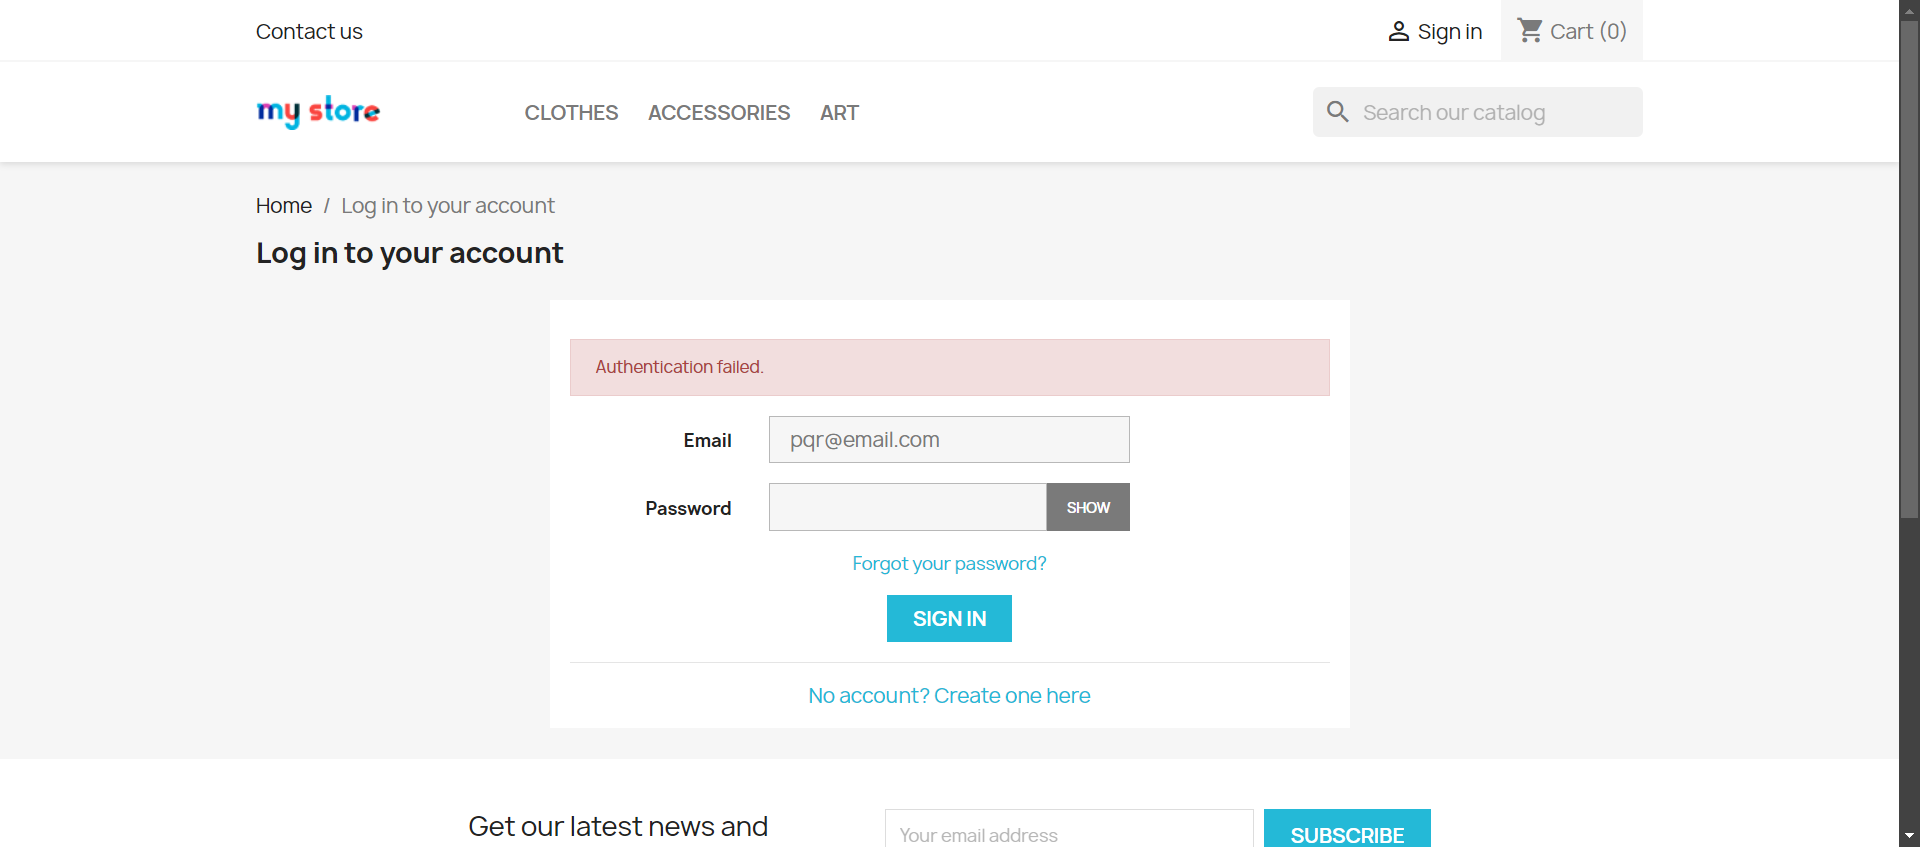 Contact us
Sign in
Cart (0)
my store
CLOTHES
ACCESSORIES
ART
Search our catalog
Home / Log in to your account
Log in to your account
Authentication failed.
Email
pqr@email.com
Password
SHOW
Forgot your password?
SIGN IN
No account? Create one here
Get our latest news and
Your email address
SUBSCRIBE